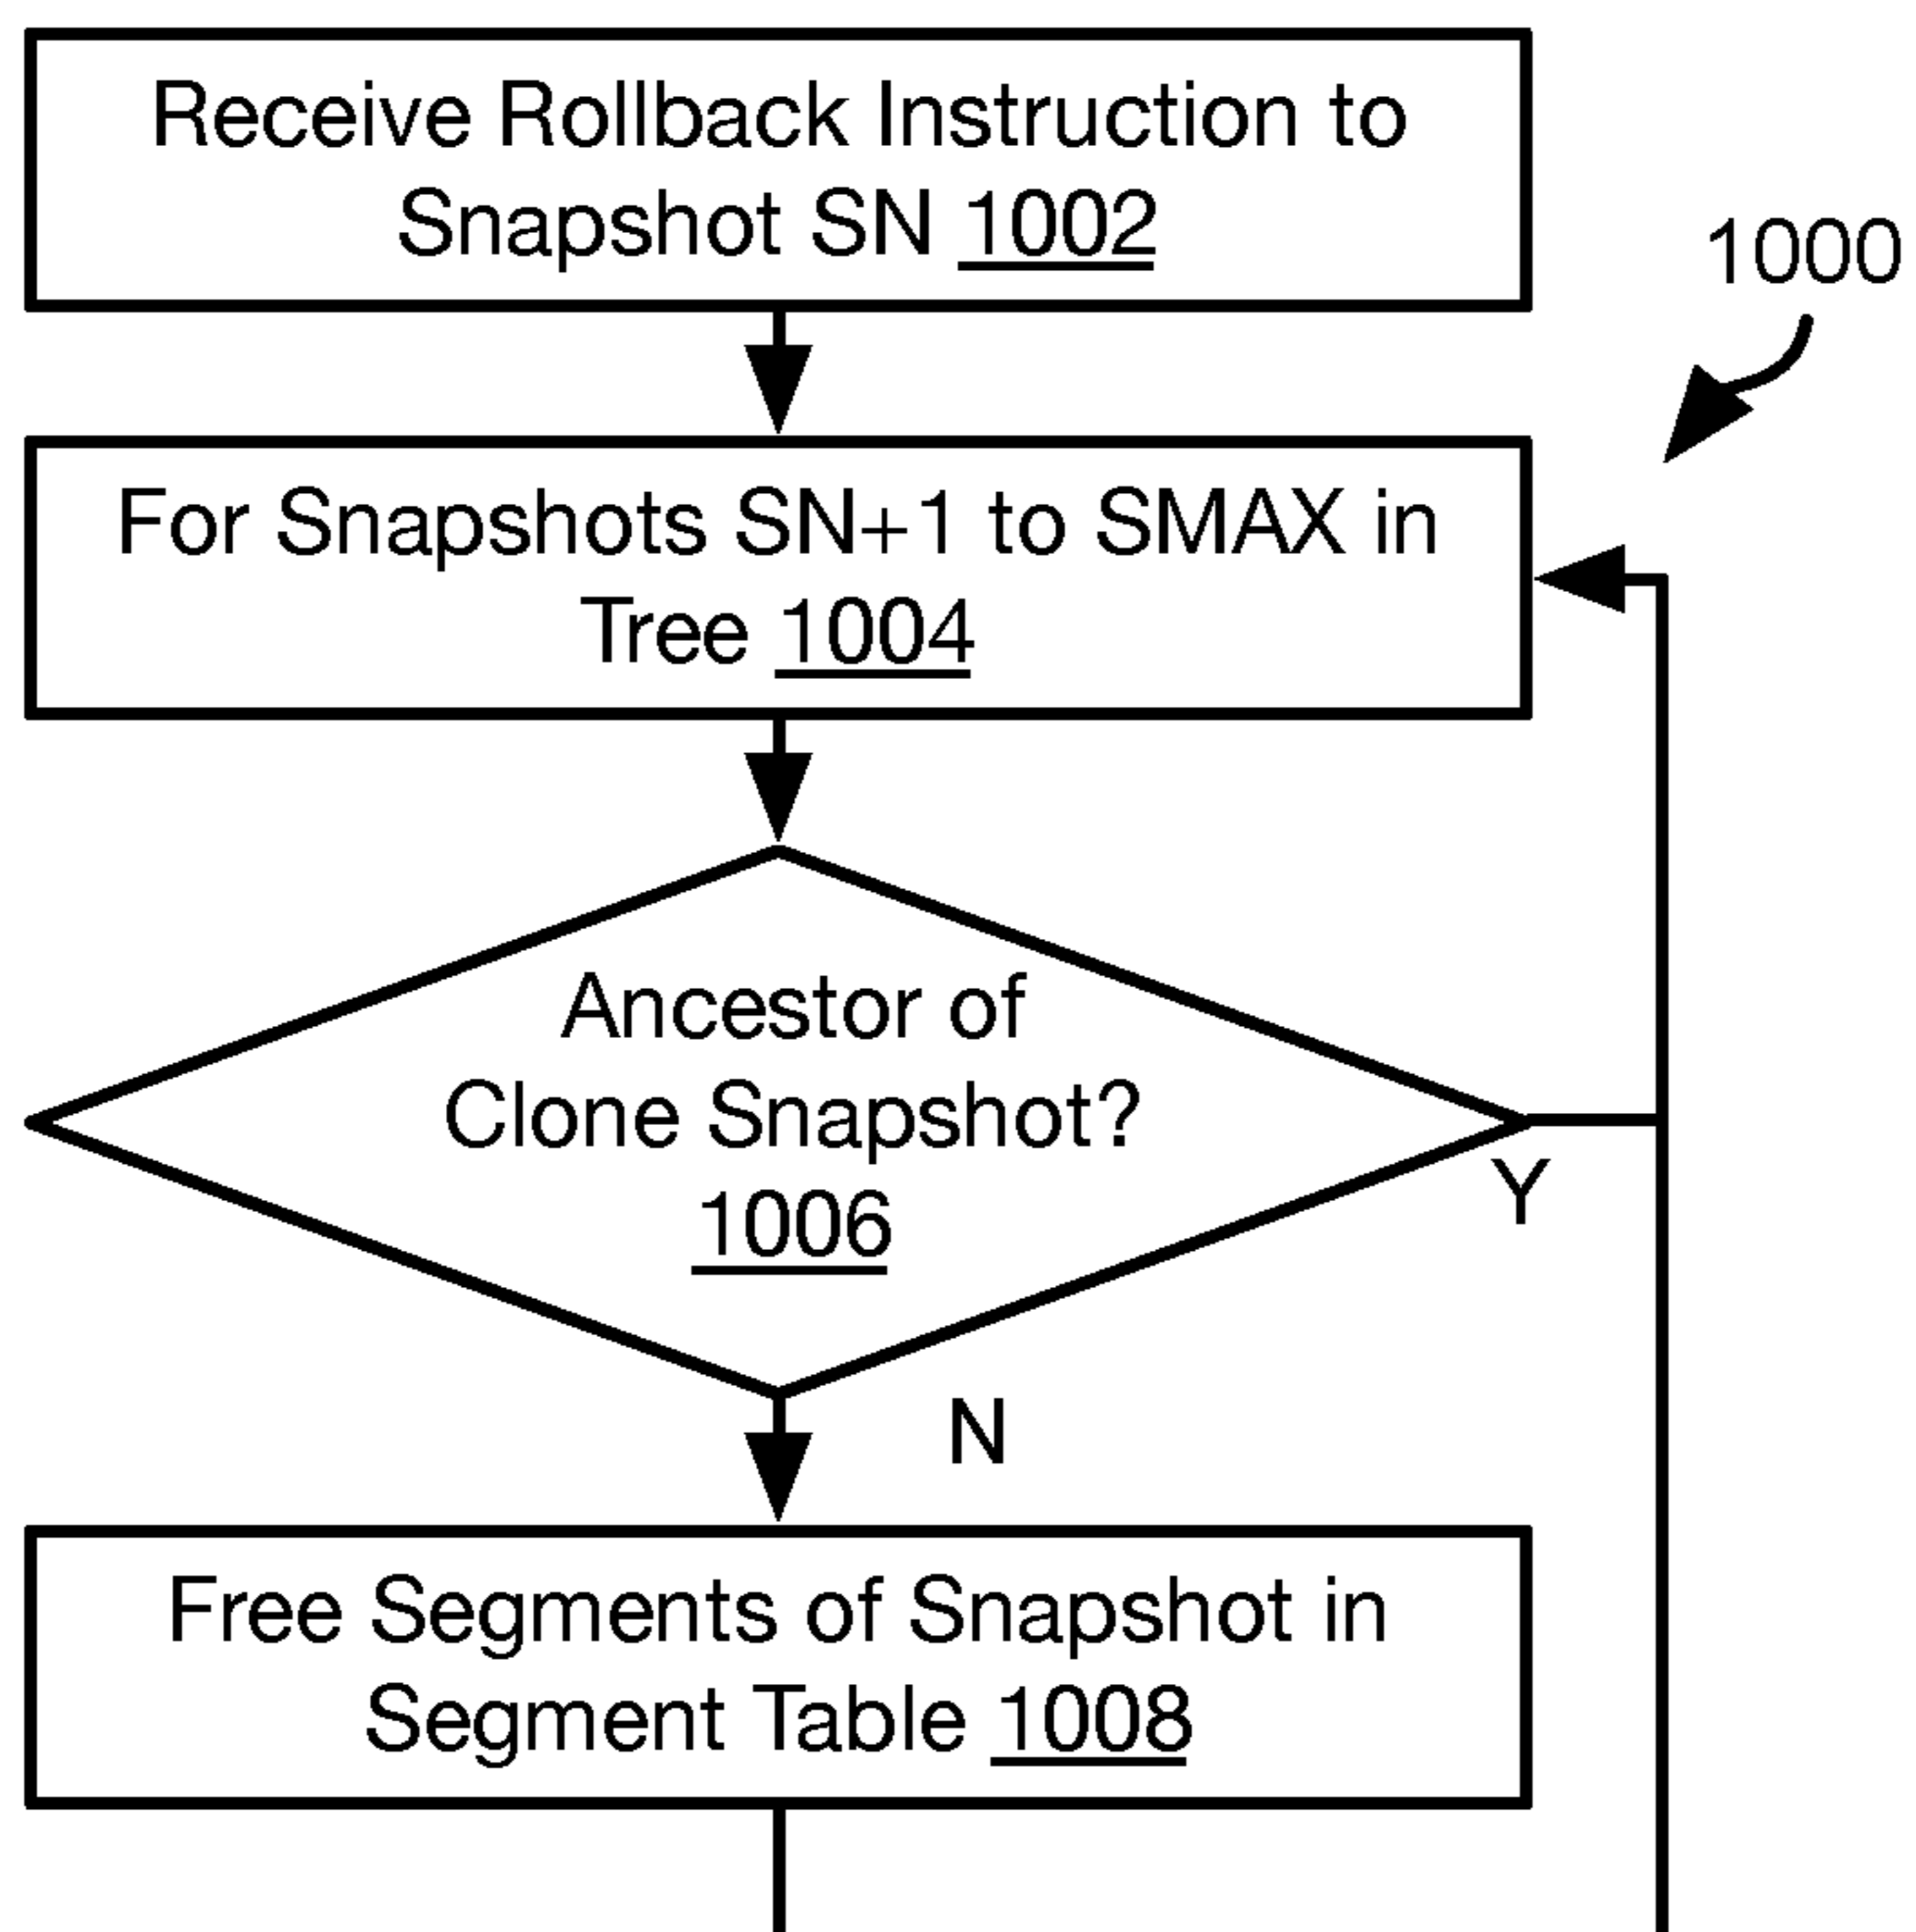 Receive Rollback Instruction to
Snapshot SN 1002
1000
For Snapshots SN+1 to SMAX in
Tree 1004
Ancestor of
Clone Snapshot?
1006
Y
N
Free Segments of Snapshot in
Segment Table 1008